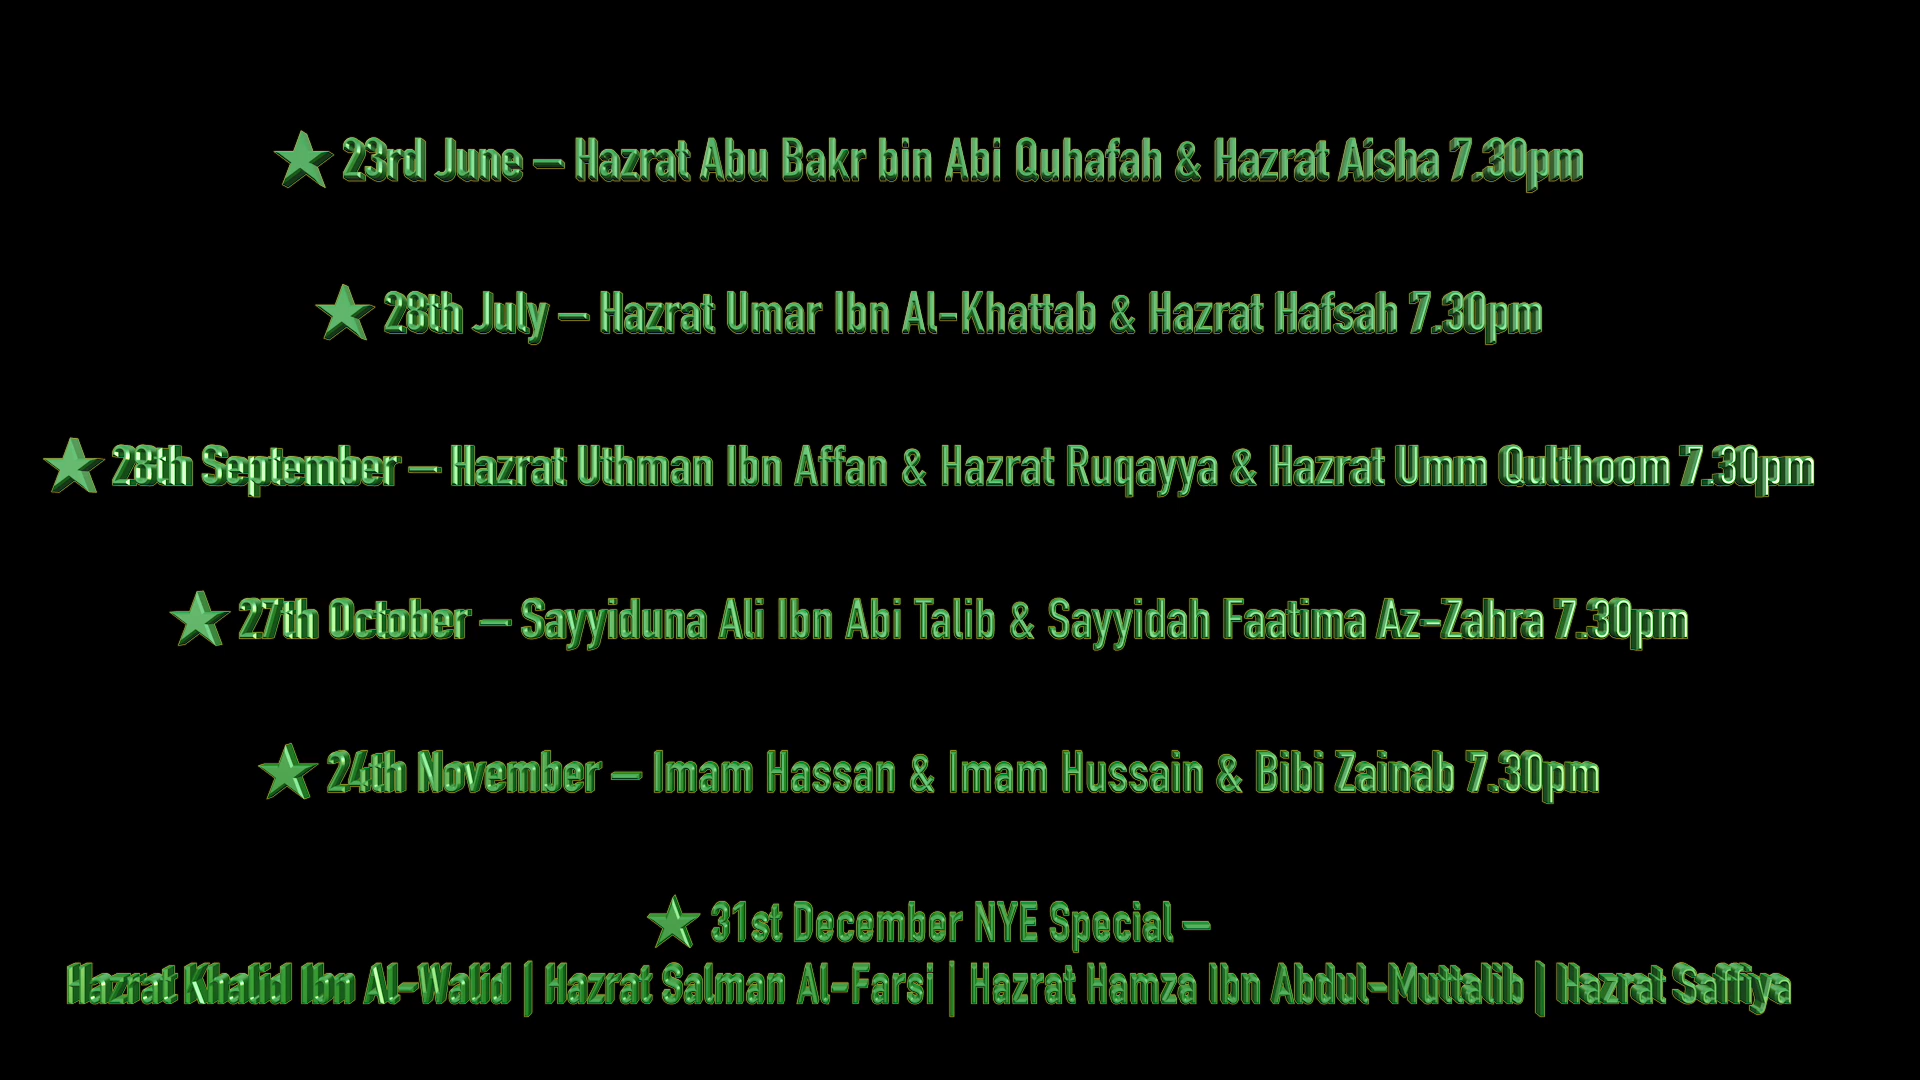 ★ 23rd June – Hazrat Abu Bakr bin Abi Quhafah & Hazrat Aisha 7.30pm
★ 28th July – Hazrat Umar Ibn Al-Khattab & Hazrat Hafsah 7.30pm
★ 28th September – Hazrat Uthman Ibn Affan & Hazrat Ruqayya & Hazrat Umm Qulthoom 7.30pm
★ 27th October – Sayyiduna Ali Ibn Abi Talib & Sayyidah Faatima Az-Zahra 7.30pm
★ 24th November – Imam Hassan & Imam Hussain & Bibi Zainab 7.30pm
★ 31st December NYE Special –
Hazrat Khalid Ibn Al-Walid | Hazrat Salman Al-Farsi | Hazrat Hamza Ibn Abdul-Muttalib | Hazrat Saffiya